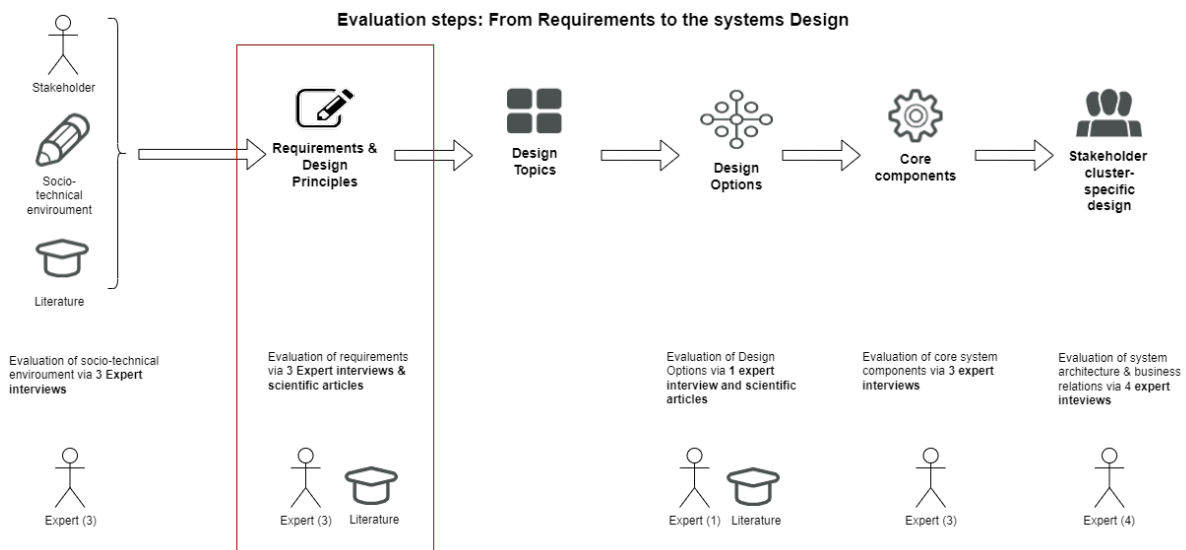 Evaluation steps: From Requirements to the systems Design
Stakeholder
Socio-
technical
enviroument
Literature
Requirements &
Design
Principles
Design
Topics
Design
Options
Core
components
Stakeholder
cluster-
specific
design
Evaluation of socio-technical
enviroument via 3 Expert
interviews
Evaluation of requirements
via 3 Expert interviews &
scientific articles
Evaluation of Design
Options via 1 expert
interview and scientific
articles
Evaluation of core system
components via 3 expert
interviews
Evaluation of system
architecture & business
relations via 4 expert
inteviews
Expert (3)
Expert (3)
Literature
Expert (1)
Literature
Expert (3)
Expert (4)